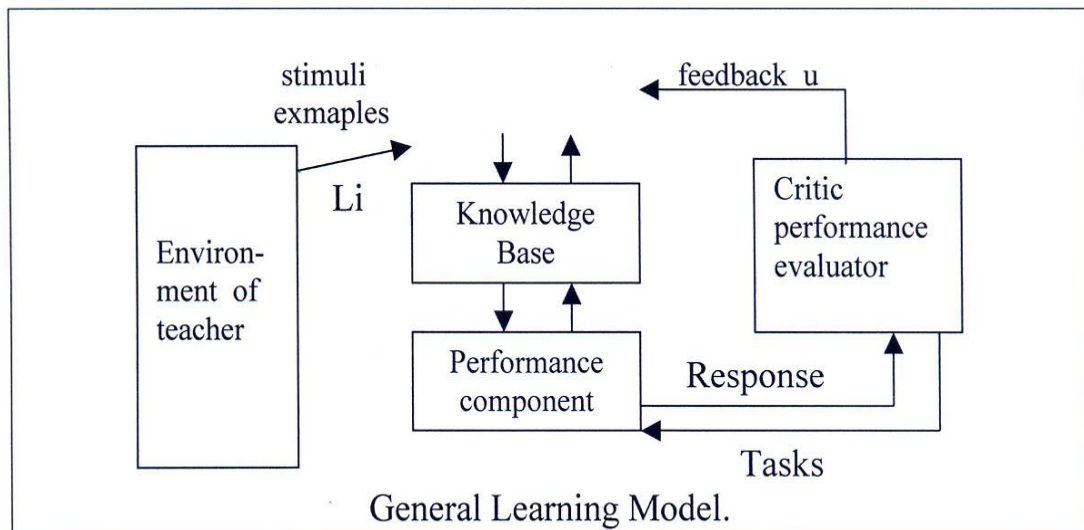 stimuli
exmaples
feedback u
Li
Environ-
ment of
teacher
Knowledge
Base
Critic
performance
evaluator
Performance
component
Response
Tasks
General Learning Model.